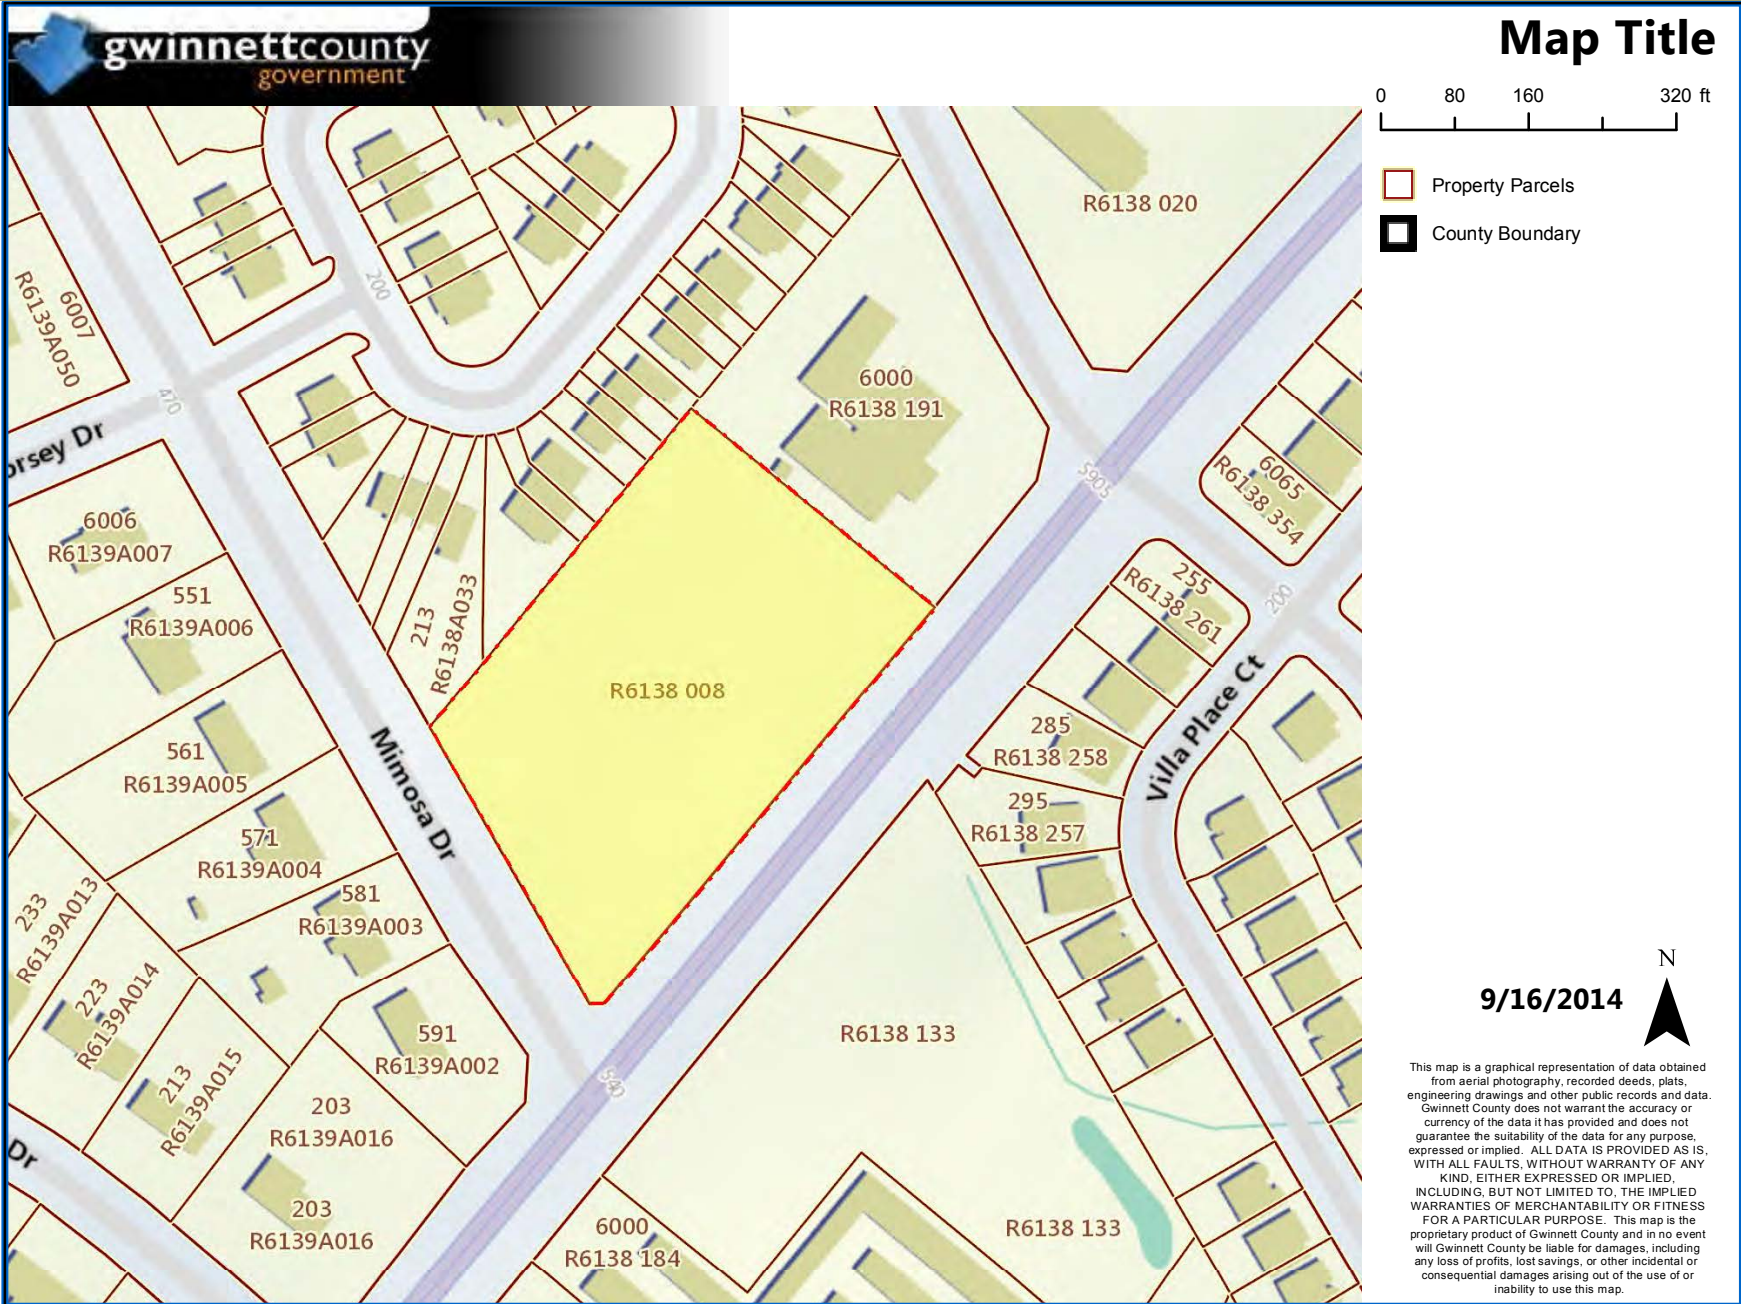 gwinnettcounty
government
Map Title
0 80 160 320 ft
Property Parcels
County Boundary
R6138 020
6007
R6139A050
200
470
orsey Dr
6000
R6138 191
5905
6065
R6138 354
6006
R6139A007
551
R6139A006
213
R6138A033
255
R6138 261
200
R6138 008
Villa Place Ct
285
R6138 258
561
R6139A005
Mimosa Dr
295
R6138 257
571
R6139A004
581
R6139A003
233
R6139A013
223
R6139A014
591
R6139A002
R6138 133
540
213
R6139A015
203
R6139A016
Dr
203
R6139A016
6000
R6138 184
R6138 133
N
9/16/2014
This map is a graphical representation of data obtained
from aerial photography, recorded deeds, plats,
engineering drawings and other public records and data.
Gwinnett County does not warrant the accuracy or
currency of the data it has provided and does not
guarantee the suitability of the data for any purpose,
expressed or implied. ALL DATA IS PROVIDED AS IS,
WITH ALL FAULTS, WITHOUT WARRANTY OF ANY
KIND, EITHER EXPRESSED OR IMPLIED,
INCLUDING, BUT NOT LIMITED TO, THE IMPLIED
WARRANTIES OF MERCHANTABILITY OR FITNESS
FOR A PARTICULAR PURPOSE. This map is the
proprietary product of Gwinnett County and in no event
will Gwinnett County be liable for damages, including
any loss of profits, lost savings, or other incidental or
consequential damages arising out of the use of or
inability to use this map.